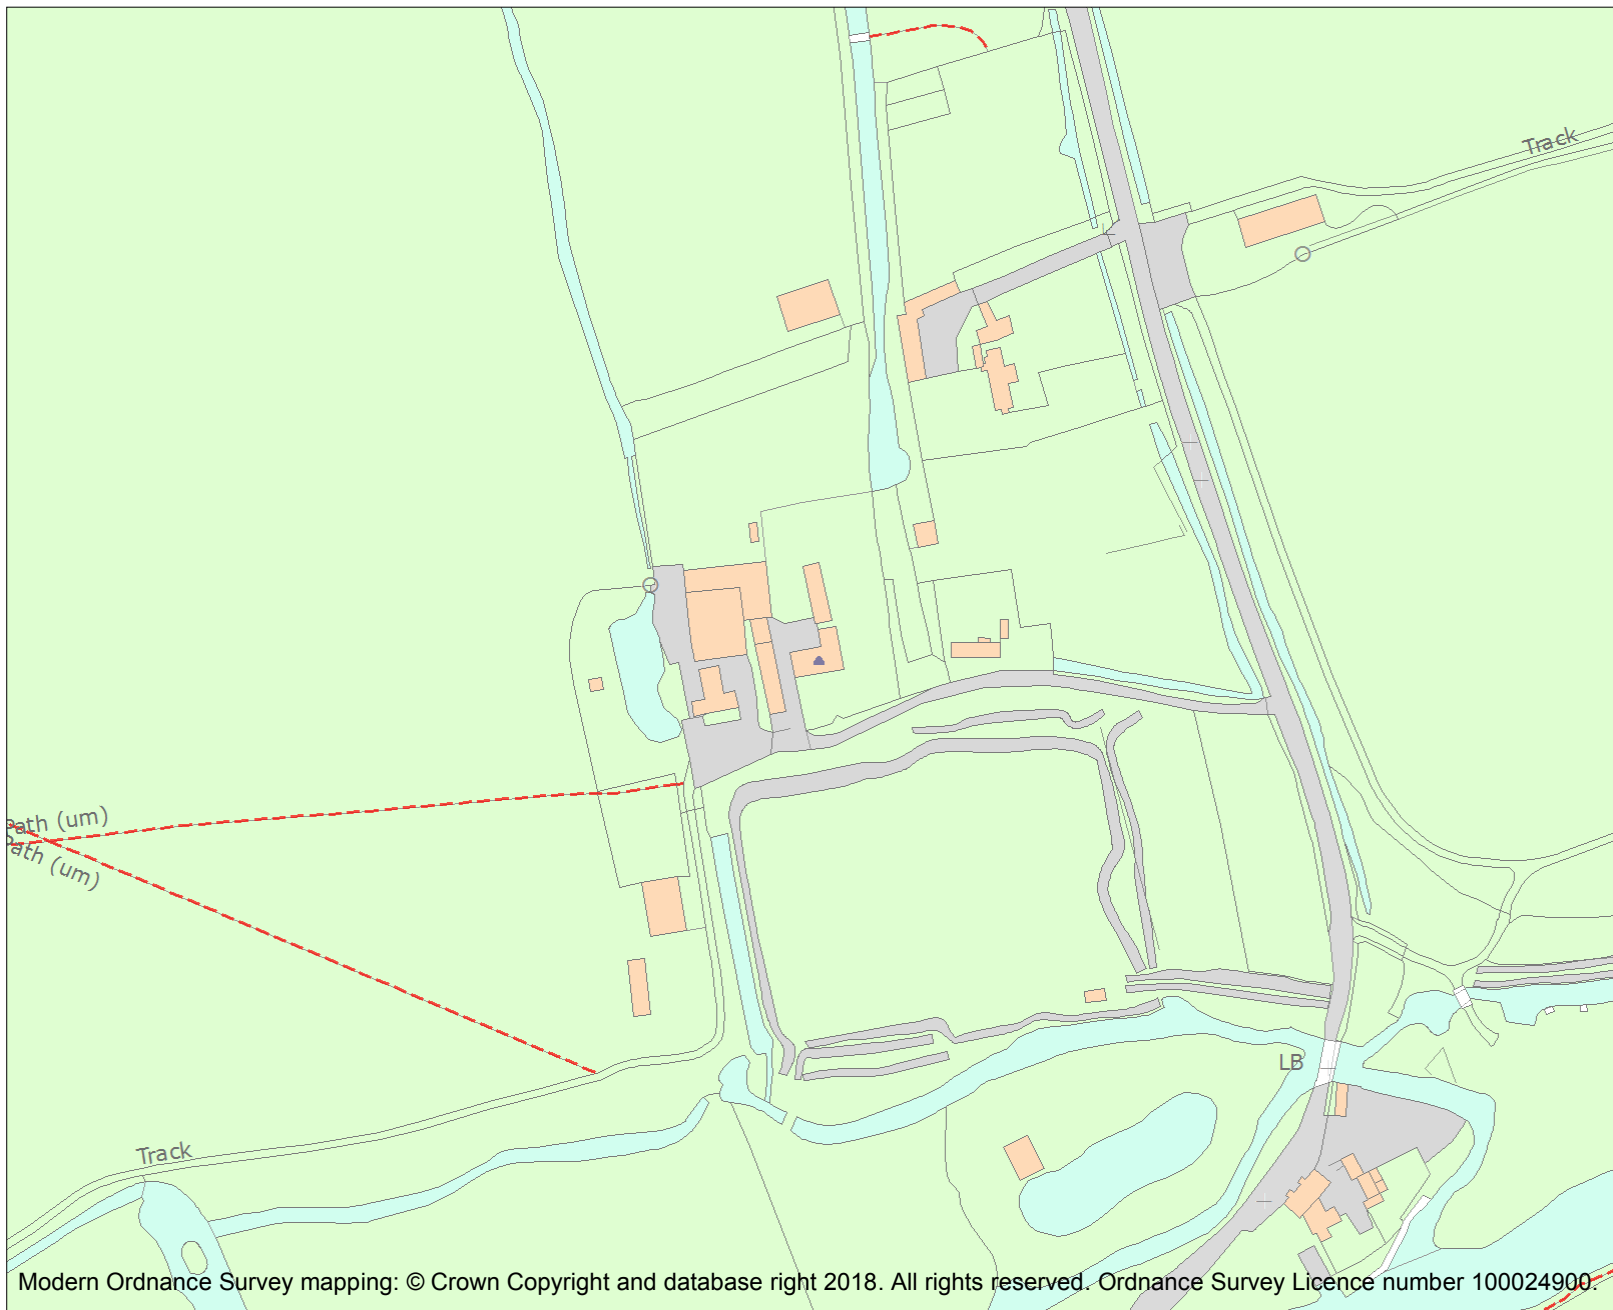 Track
Path (um)
Path (um)
LB
Track
Modern Ordnance Survey mapping: © Crown Copyright and database right 2018. All rights reserved. Ordnance Survey Licence number 100024900.